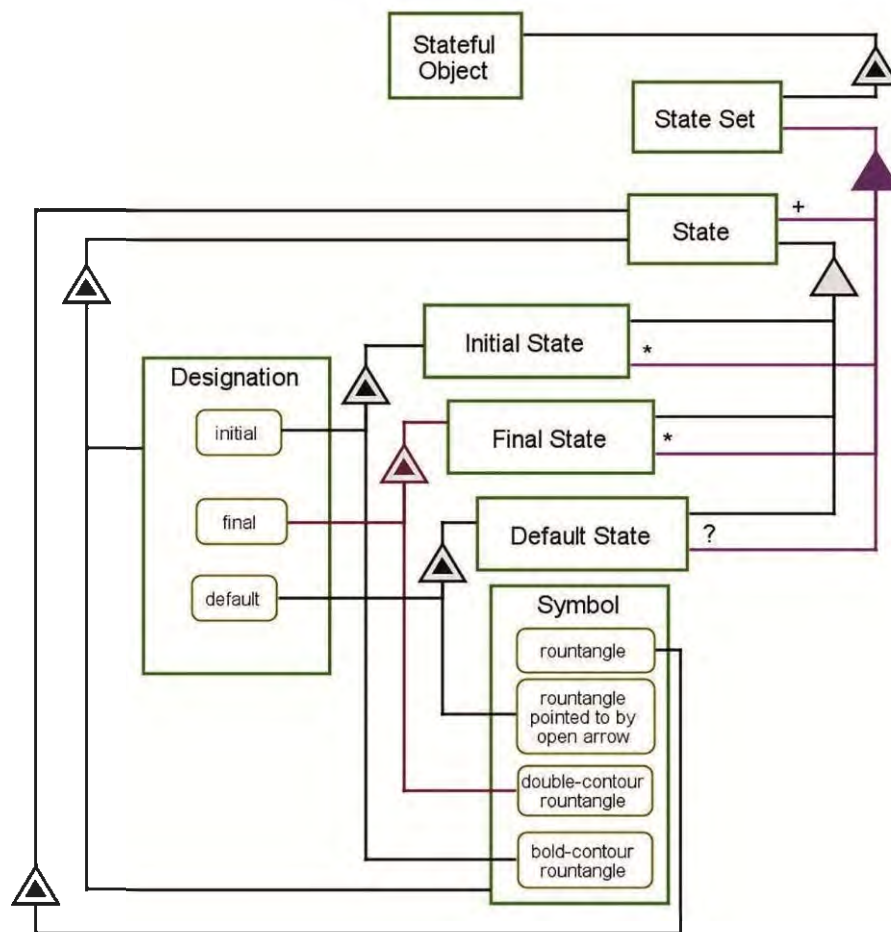 Stateful
Object
State Set
+
State
Initial State
*
Designation
initial
Final State
*
final
Default State
?
default
Symbol
rountangle
rountangle
pointed to by
open arrow
double-contour
rountangle
bold-contour
rountangle